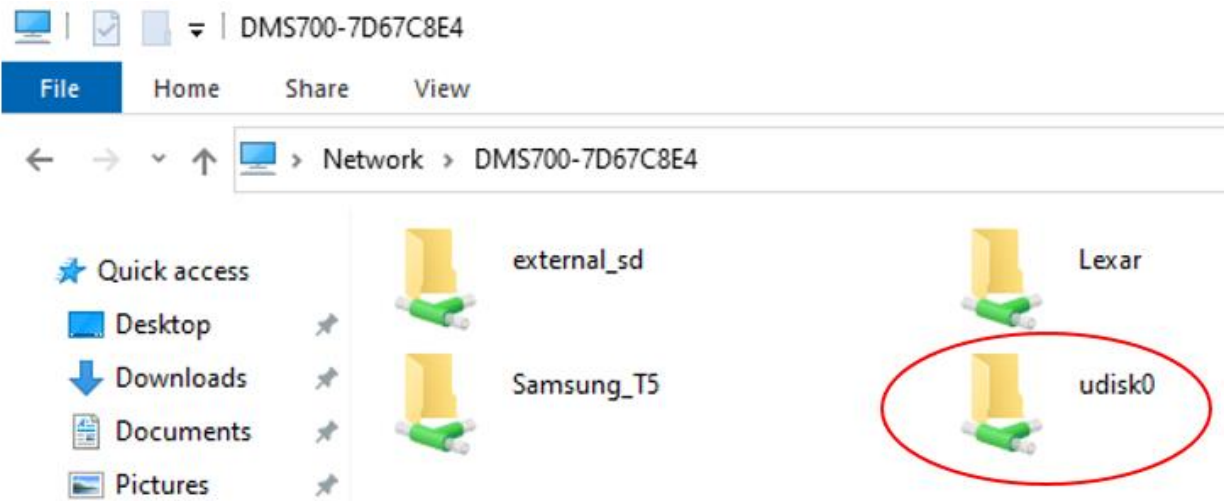 DMS700-7D67C8E4
File Home Share View
Network > DMS700-7D67C8E4
Quick access
Desktop
Downloads
Documents
Pictures
external_sd
Lexar
Samsung_T5
udisk0